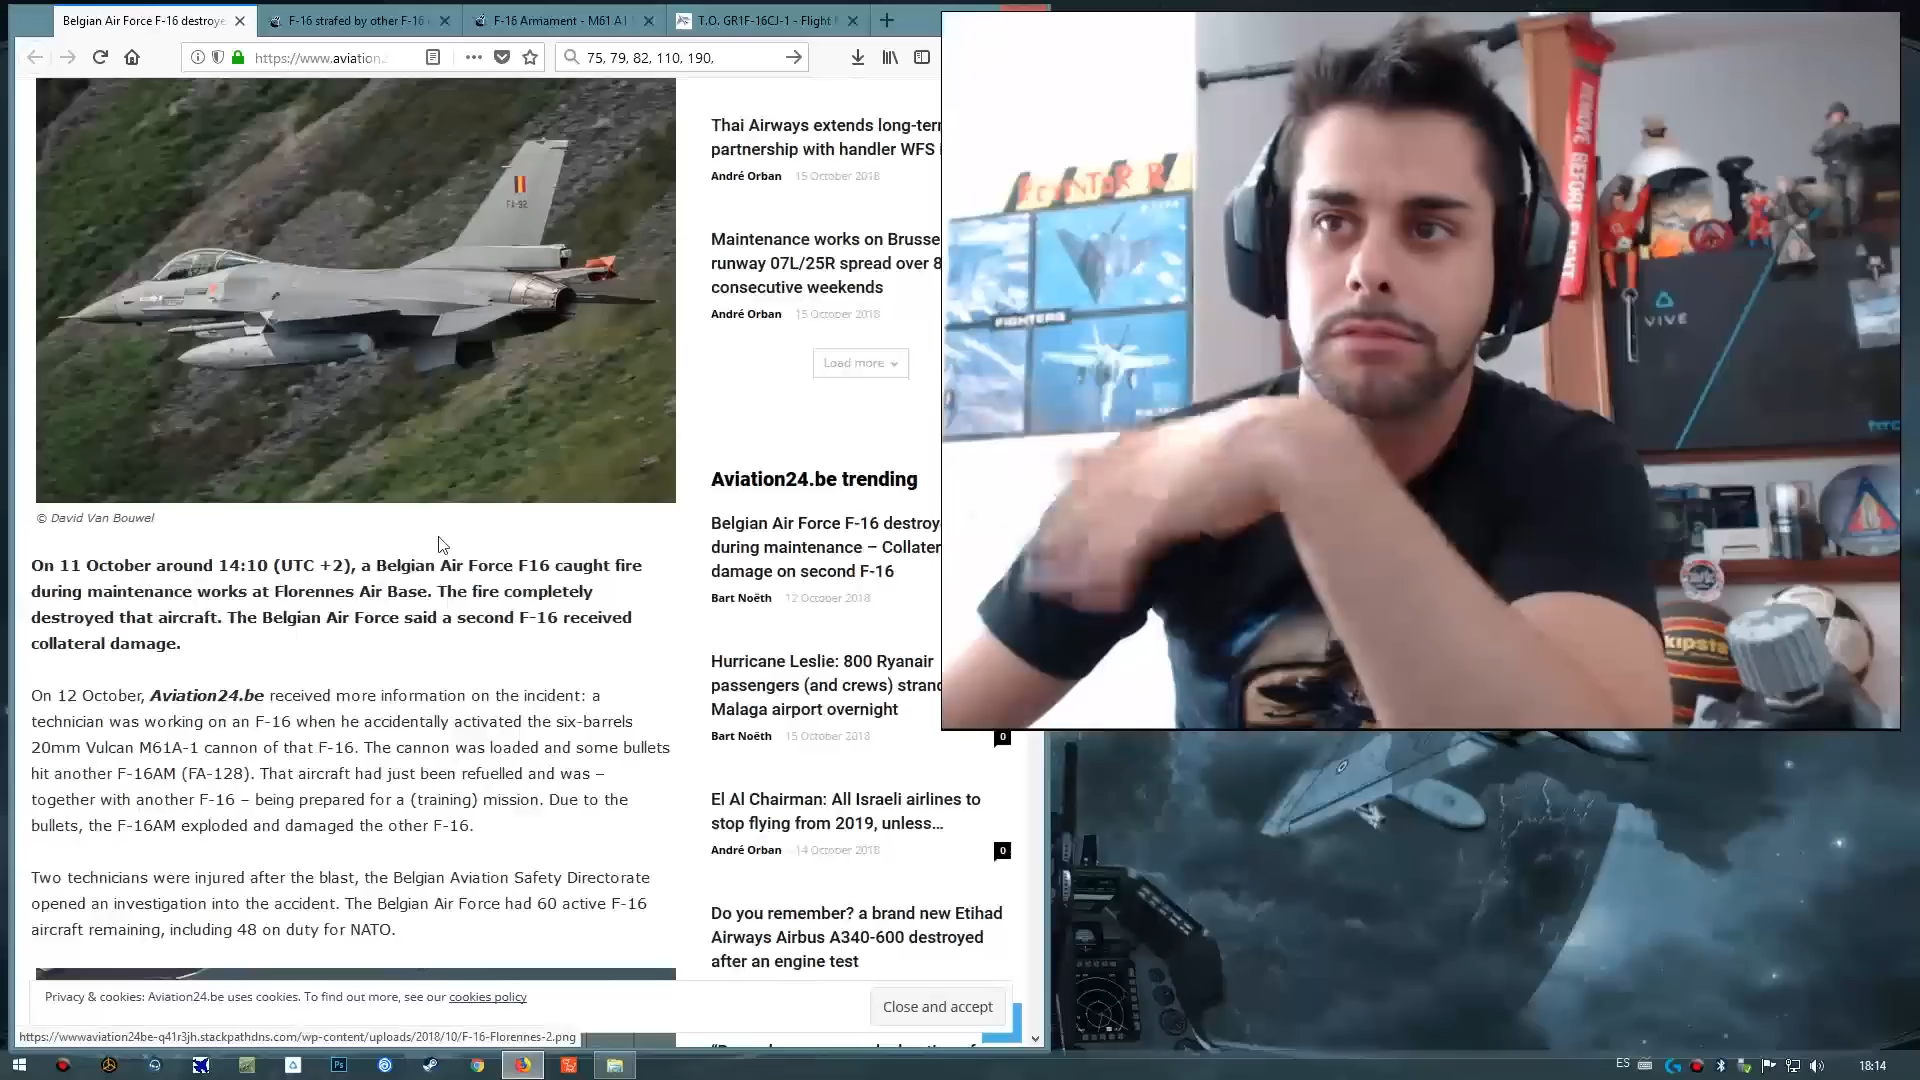 Belgian Air Force F-16 destroye
F-16 strafed by other F-16
F-16 Armament - M61 A1
T.O. GR1F-16CJ-1 - Flight
https://www.aviation.
75, 79, 82, 110, 190,
FA-92
© David Van Bouwel
On 11 October around 14:10 (UTC +2), a Belgian Air Force F16 caught fire
during maintenance works at Florennes Air Base. The fire completely
destroyed that aircraft. The Belgian Air Force said a second F-16 received
collateral damage.
On 12 October, Aviation24.be received more information on the incident: a
technician was working on an F-16 when he accidentally activated the six-barrels
20mm Vulcan M61A-1 cannon of that F-16. The cannon was loaded and some bullets
hit another F-16AM (FA-128). That aircraft had just been refuelled and was –
together with another F-16 – being prepared for a (training) mission. Due to the
bullets, the F-16AM exploded and damaged the other F-16.
Two technicians were injured after the blast, the Belgian Aviation Safety Directorate
opened an investigation into the accident. The Belgian Air Force had 60 active F-16
aircraft remaining, including 48 on duty for NATO.
Thai Airways extends long-ter
partnership with handler WFS
André Orban 15 October 2018
Maintenance works on Brusse
runway 07L/25R spread over 8
consecutive weekends
André Orban 15 October 2018
Load more
Aviation24.be trending
Belgian Air Force F-16 destroy
during maintenance – Collater
damage on second F-16
Bart Noëth 12 October 2018
Hurricane Leslie: 800 Ryanair
passengers (and crews) stranc
Malaga airport overnight
Bart Noëth 15 October 2018
0
El Al Chairman: All Israeli airlines to
stop flying from 2019, unless…
André Orban 14 October 2018
0
Do you remember? a brand new Etihad
Airways Airbus A340-600 destroyed
after an engine test
Privacy & cookies: Aviation24.be uses cookies. To find out more, see our cookies policy
Close and accept
https://wwwaviation24be-q41r3jh.stackpathdns.com/wp-content/uploads/2018/10/F-16-Florennes-2.png
FIGHTERS
REMOVE BEFORE FLIGHT
VIVE
htc
kipsta
Ps
ES
18:14